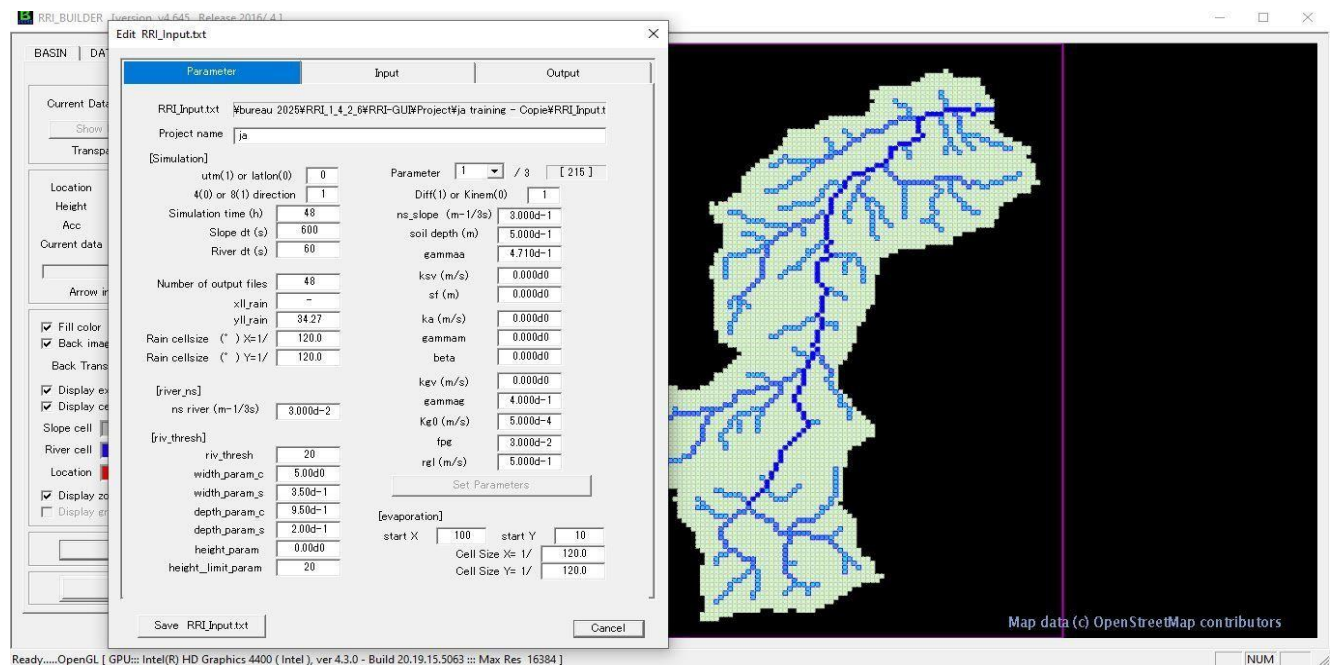 RRI_BUILDER [version v4.645 Release 2016/ 4]
BASIN
DAT
Current Data
Show
Transpa
Location
Height
Acc
Current data
Arrow in
Fill color
Back imag
Back Trans
Display ex
Display ce
Slope cell
River cell
Location
Display zo
Display gr
Edit RRI_Input.txt
Parameter
Input
Output
RRI_Input.txt ¥bureau 2025¥RRI_1_4_2_6¥RRI-GUI¥Project¥ja training - Copie¥RRI_Input.t
Project name ja
[Simulation]
utm(1) or latlon(0) 0
4(0) or 8(1) direction 1
Simulation time (h) 48
Slope dt (s) 600
River dt (s) 60
Number of output files 48
xll_rain -
yll_rain 34.27
Rain cellsize (°) X=1/ 120.0
Rain cellsize (°) Y=1/ 120.0
[river_ns]
ns river (m-1/3s) 3.000d-2
[riv_thresh]
riv_thresh 20
width_param_c 5.00d0
width_param_s 3.50d-1
depth_param_c 9.50d-1
depth_param_s 2.00d-1
height_param 0.00d0
height_limit_param 20
Parameter 1 / 3 [ 215 ]
Diff(1) or Kinem(0) 1
ns_slope (m-1/3s) 3.000d-1
soil depth (m) 5.000d-1
gammaa 4.710d-1
ksv (m/s) 0.000d0
sf (m) 0.000d0
ka (m/s) 0.000d0
gammam 0.000d0
beta 0.000d0
kgv (m/s) 0.000d0
gammag 4.000d-1
Kg0 (m/s) 5.000d-4
fpg 3.000d-2
rgl (m/s) 5.000d-1
Set Parameters
[evaporation]
start X 100 start Y 10
Cell Size X= 1/ 120.0
Cell Size Y= 1/ 120.0
Save RRI_Input.txt
Cancel
Map data (c) OpenStreetMap contributors
Ready.....OpenGL [ GPU::: Intel(R) HD Graphics 4400 ( Intel ), ver 4.3.0 - Build 20.19.15.5063 ::: Max Res 16384 ]
NUM